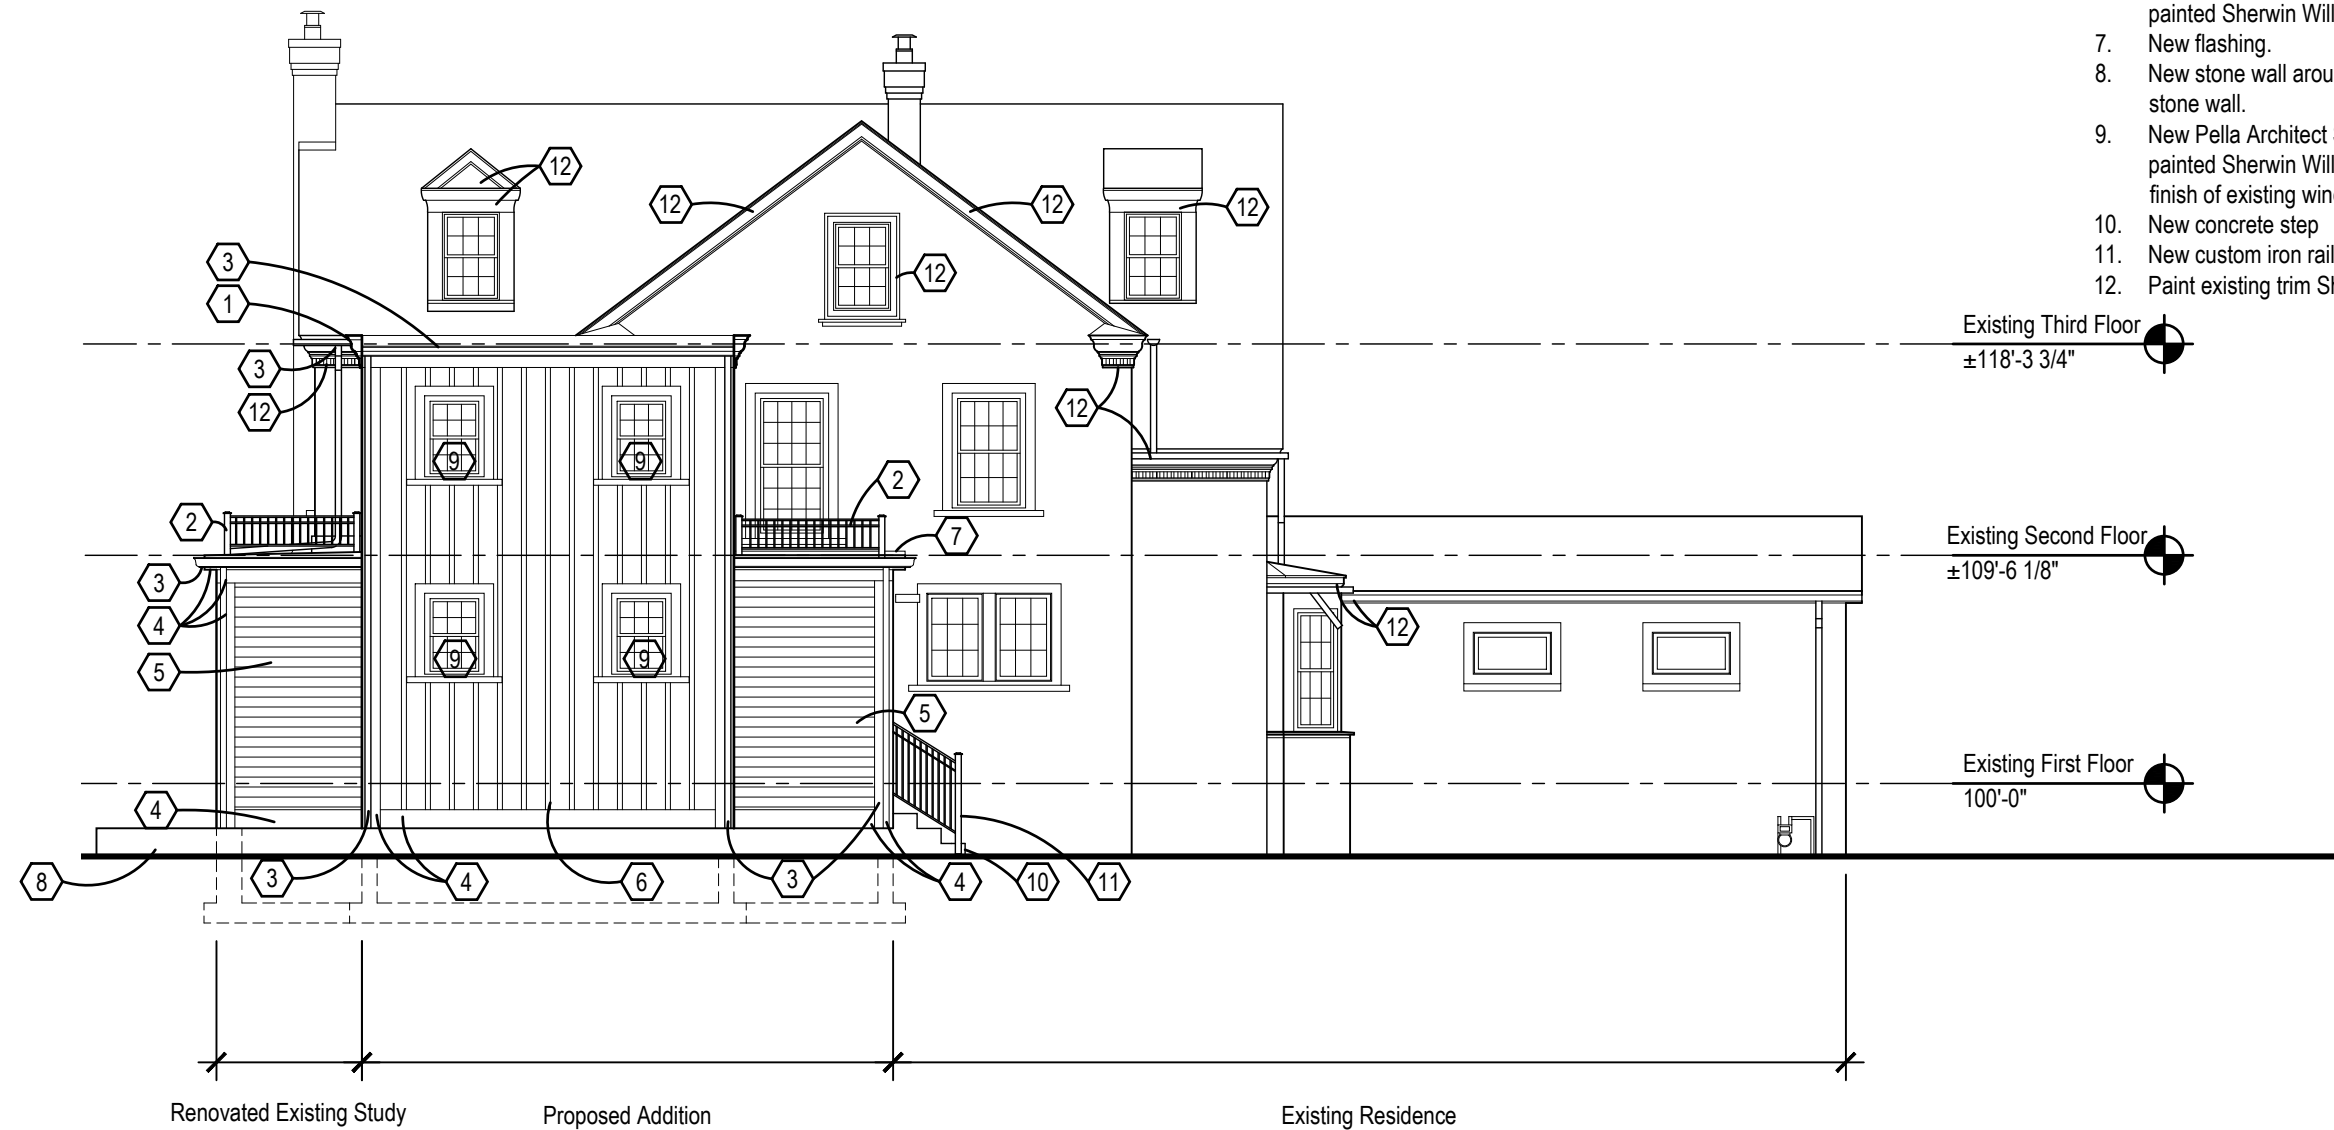 painted Sherwin Will
7. New flashing.
8. New stone wall arou
stone wall.
9. New Pella Architect
painted Sherwin Will
finish of existing win
10. New concrete step
11. New custom iron rail
12. Paint existing trim Sh
12
12
12
12
3
12
1
Existing Third Floor
±118'-3 3/4"
3
12
12
9
9
2
2
7
Existing Second Floor
±109'-6 1/8"
3
4
12
5
9
9
5
Existing First Floor
100'-0"
4
8
3
4
6
3
4
10
11
Renovated Existing Study
Proposed Addition
Existing Residence